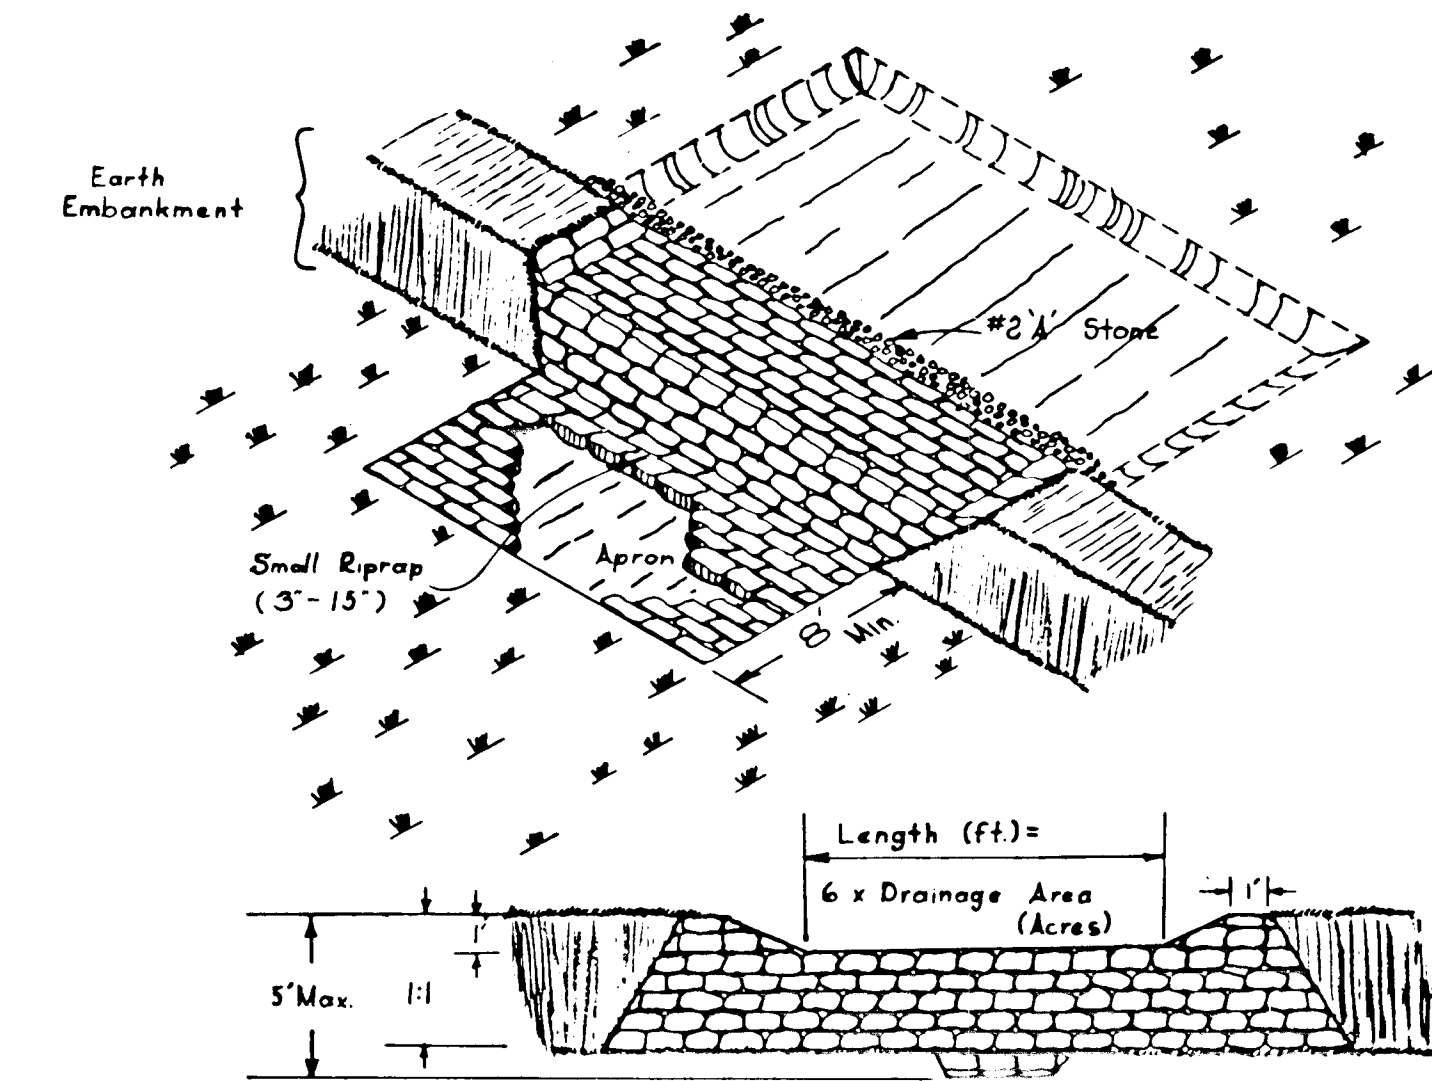 Earth
Embankment
#2 'A' Stone
Small Riprap
(3" - 15")
Apron
8' Min.
Length (ft.) =
6 x Drainage Area
(Acres)
1'
1'
5' Max.
1:1